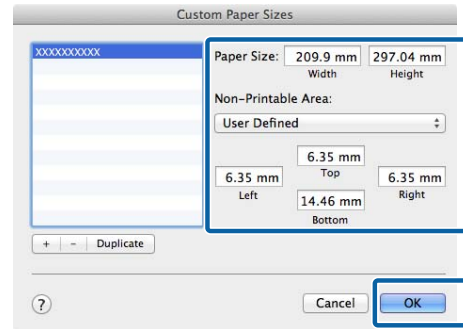 Custom Paper Sizes
XXXXXXXXXX
Paper Size: 209.9 mm 297.04 mm
Width Height
Non-Printable Area:
User Defined
6.35 mm
Top
6.35 mm 6.35 mm
Left Right
14.46 mm
Bottom
+ - Duplicate
? Cancel OK